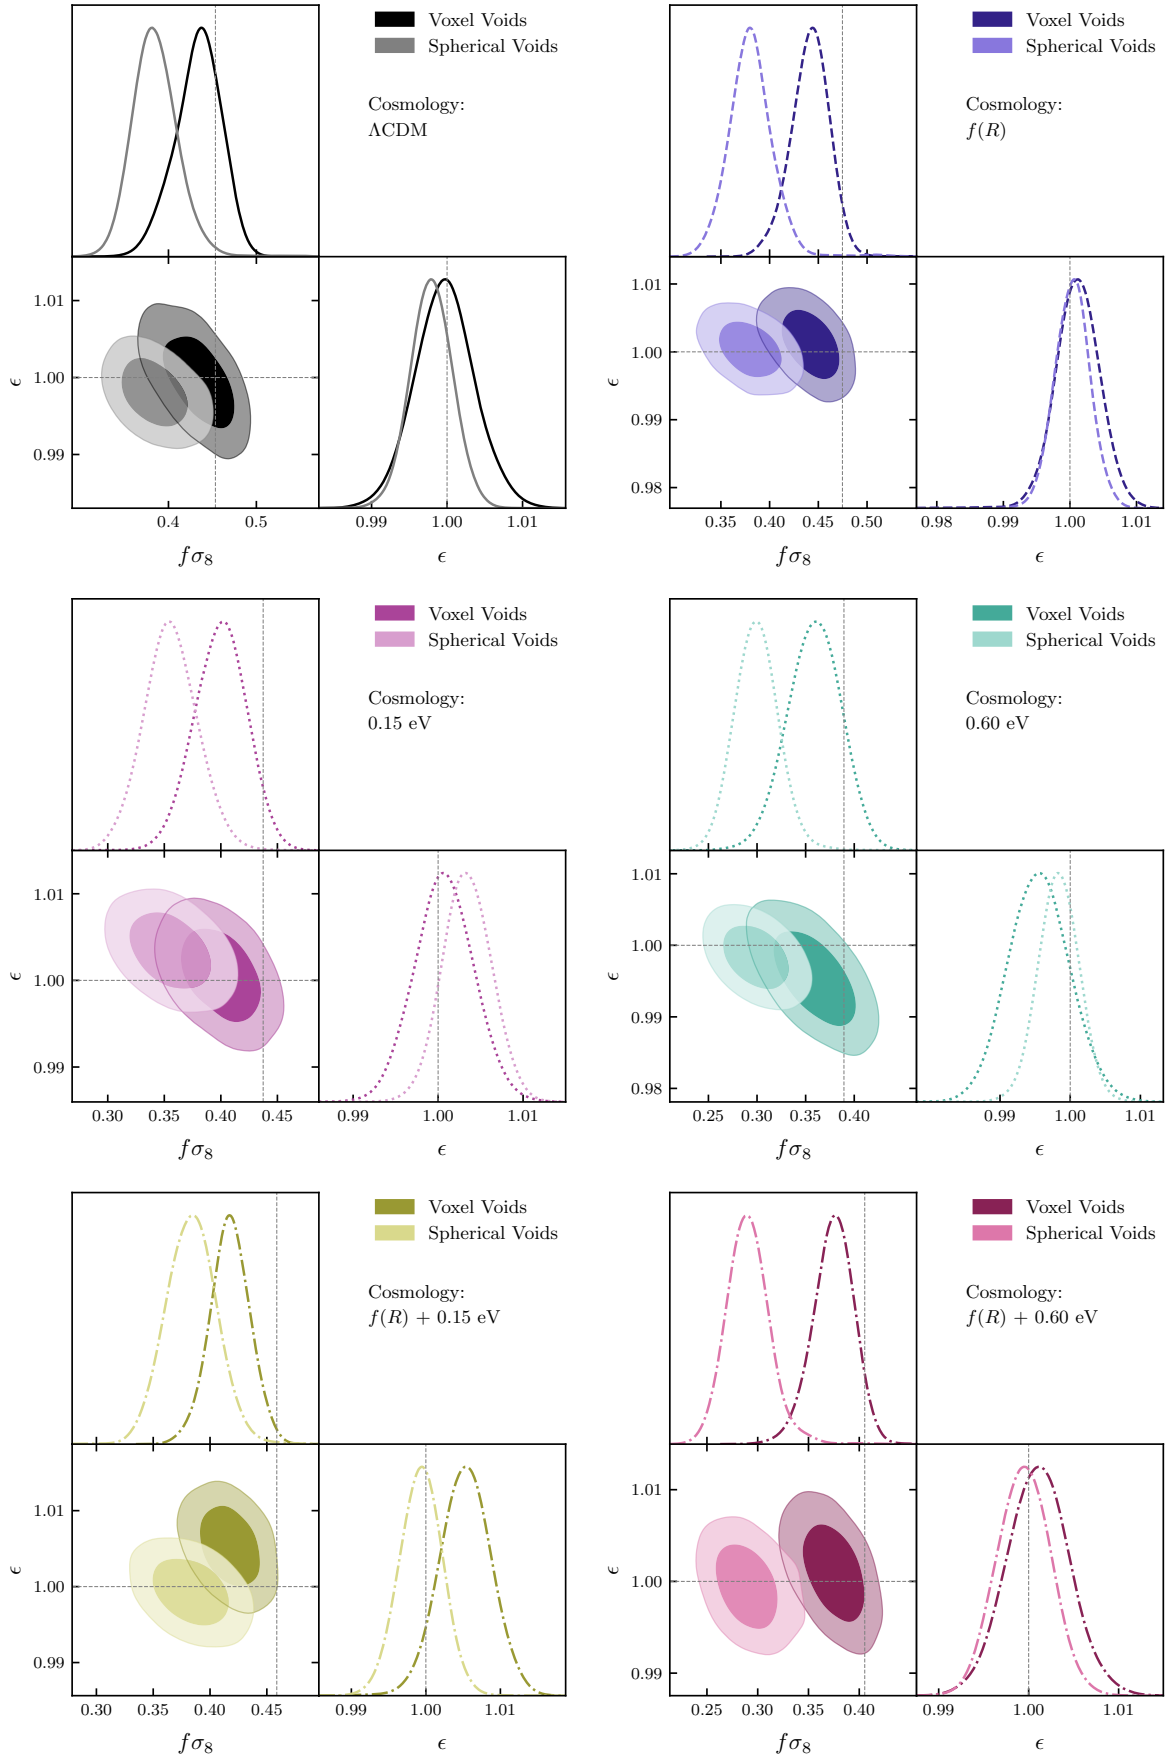 Voxel Voids
Spherical Voids
Cosmology:
ΛCDM
1.01
1.00
0.99
ϵ
0.4 0.5
fσ8
0.99 1.00 1.01
ϵ
Voxel Voids
Spherical Voids
Cosmology:
f(R)
1.01
1.00
0.99
0.98
ϵ
0.35 0.40 0.45 0.50
fσ8
0.98 0.99 1.00 1.01
ϵ
Voxel Voids
Spherical Voids
Cosmology:
0.15 eV
1.01
1.00
0.99
ϵ
0.30 0.35 0.40 0.45
fσ8
0.99 1.00 1.01
ϵ
Voxel Voids
Spherical Voids
Cosmology:
0.60 eV
1.01
1.00
0.99
0.98
ϵ
0.25 0.30 0.35 0.40
fσ8
0.99 1.00 1.01
ϵ
Voxel Voids
Spherical Voids
Cosmology:
f(R) + 0.15 eV
1.01
1.00
0.99
ϵ
0.30 0.35 0.40 0.45
fσ8
0.99 1.00 1.01
ϵ
Voxel Voids
Spherical Voids
Cosmology:
f(R) + 0.60 eV
1.01
1.00
0.99
ϵ
0.25 0.30 0.35 0.40
fσ8
0.99 1.00 1.01
ϵ